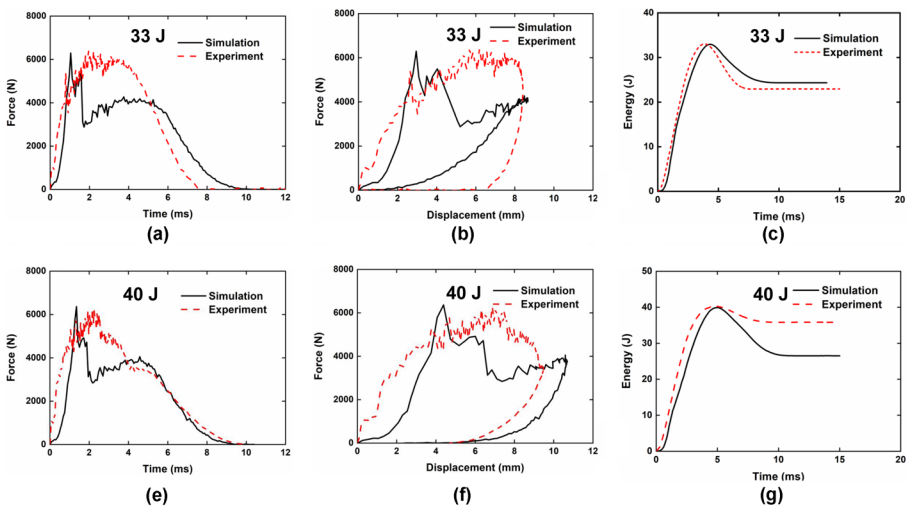 33 J
Simulation
Experiment
Force (N)
8000
6000
4000
2000
0
0 2 4 6 8 10 12
Time (ms)
(a)
33 J
Simulation
Experiment
Force (N)
8000
6000
4000
2000
0
0 2 4 6 8 10 12
Displacement (mm)
(b)
33 J
Simulation
Experiment
Energy (J)
40
30
20
10
0
0 5 10 15 20
Time (ms)
(c)
40 J
Simulation
Experiment
Force (N)
8000
6000
4000
2000
0
0 2 4 6 8 10 12
Time (ms)
(e)
40 J
Simulation
Experiment
Force (N)
8000
6000
4000
2000
0
0 2 4 6 8 10 12
Displacement (mm)
(f)
40 J
Simulation
Experiment
Energy (J)
50
40
30
20
10
0
0 5 10 15 20
Time (ms)
(g)